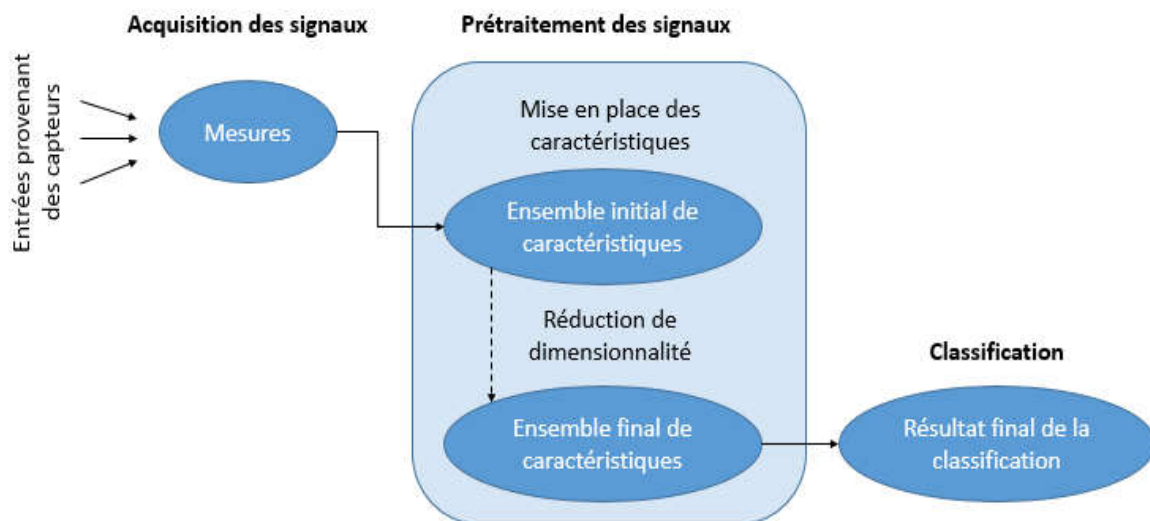 Acquisition des signaux
Prétraitement des signaux
Entrées provenant
des capteurs
Mesures
Mise en place des
caractéristiques
Ensemble initial de
caractéristiques
Réduction de
dimensionnalité
Ensemble final de
caractéristiques
Classification
Résultat final de la
classification